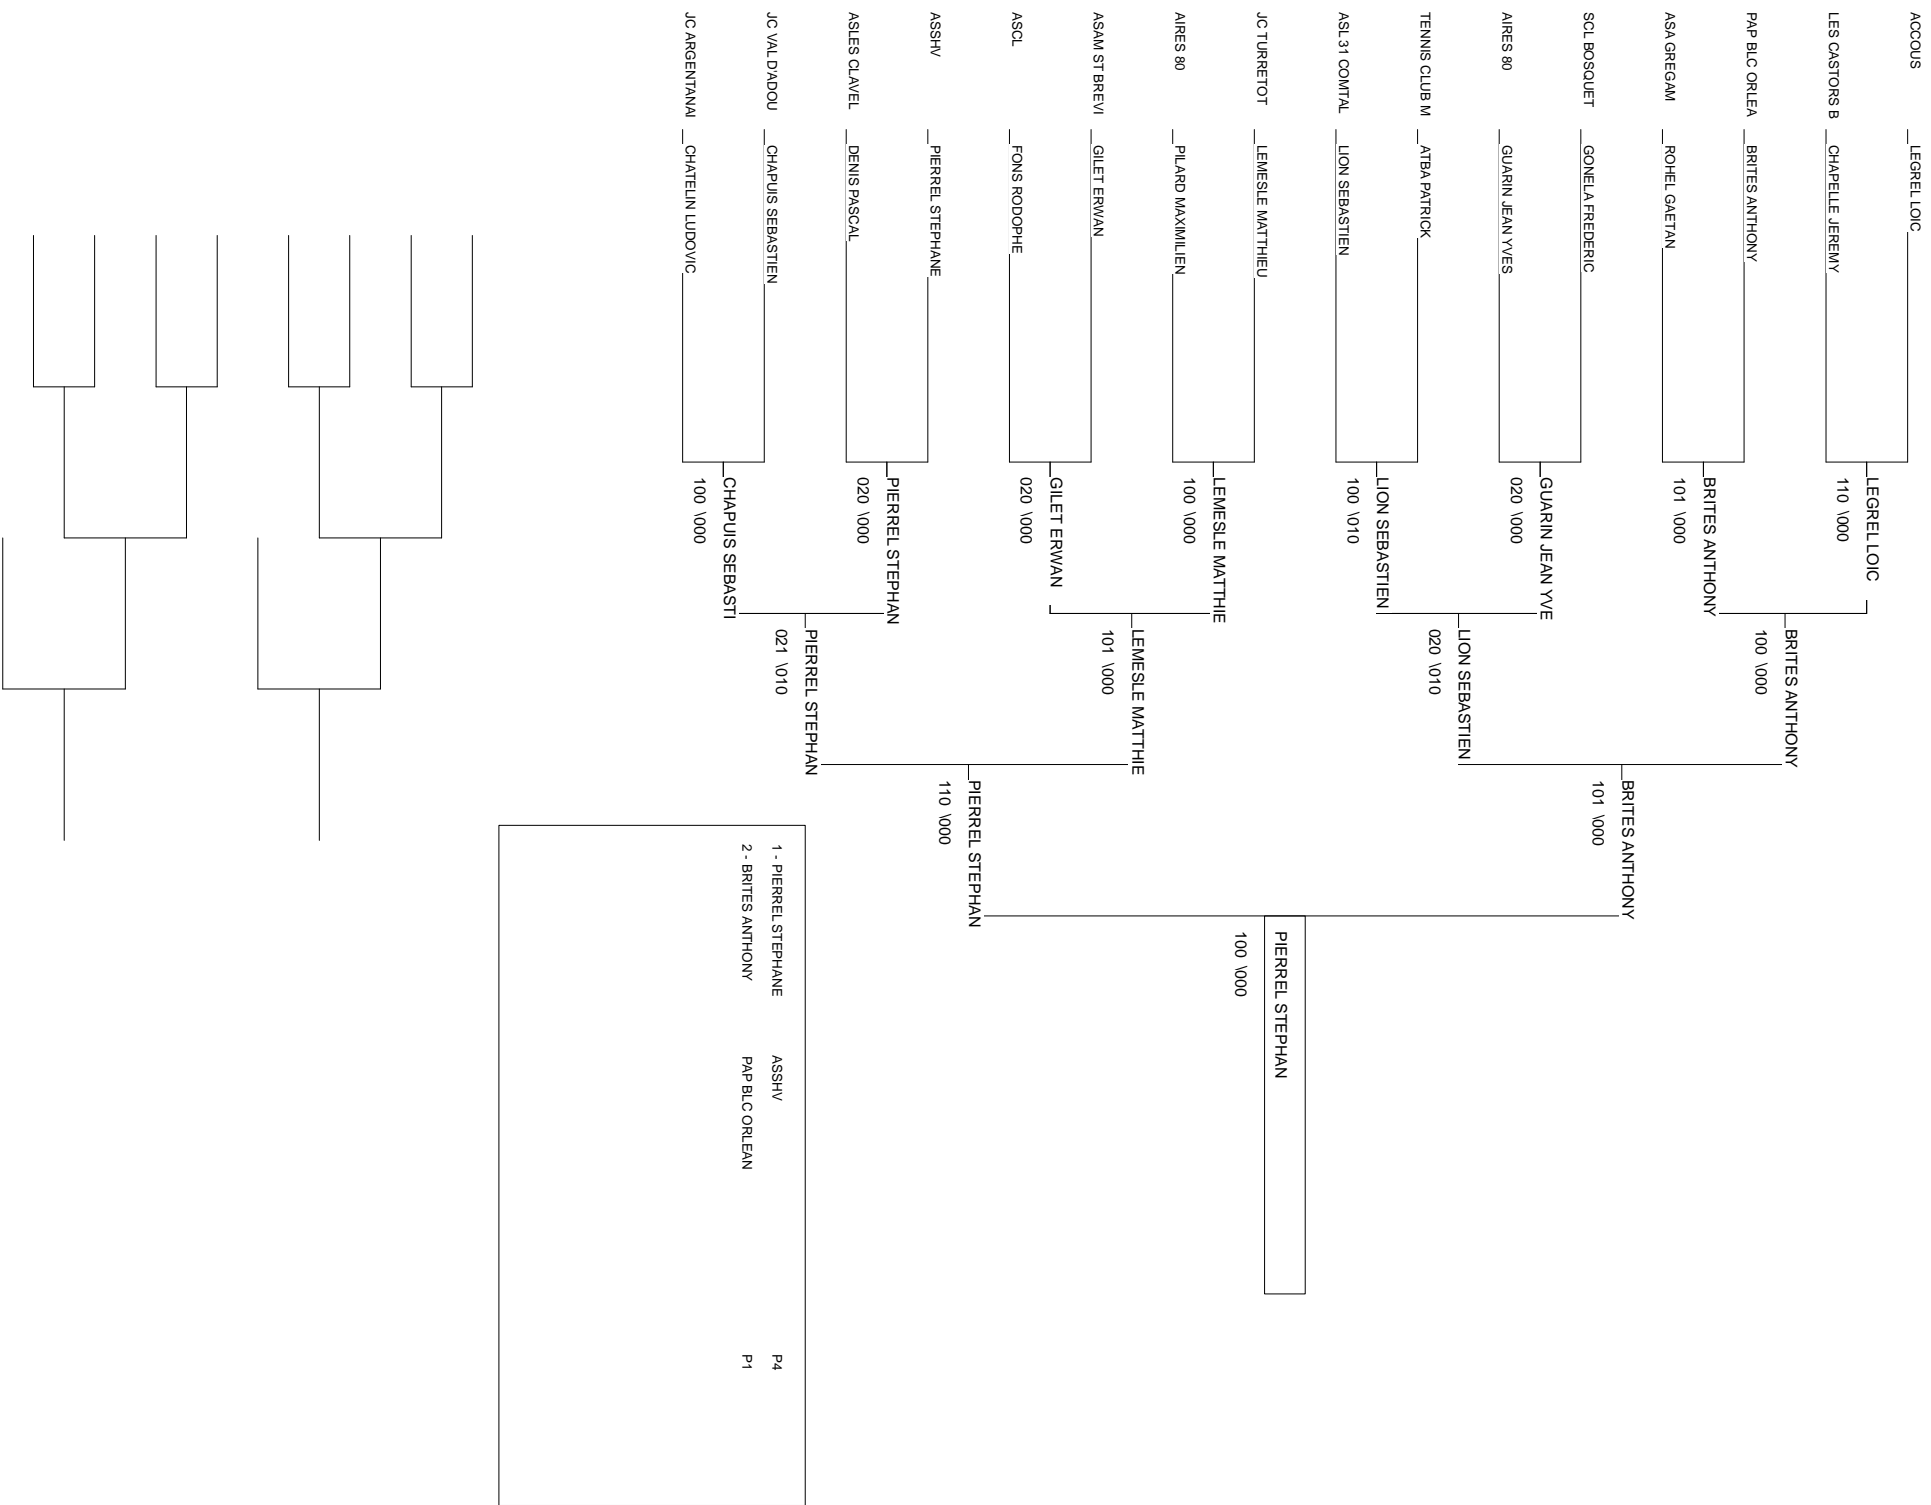 ACCOUS LEGREL LOIC
LES CASTORS B CHAPELLE JEREMY
PAP BLC ORLEA BRITES ANTHONY
ASA GREGAM ROHEL GAETAN
SCL BOSQUET GONELA FREDERIC
AIRES 80 GUARIN JEAN YVES
TENNIS CLUB M ATBA PATRICK
ASL 31 COMTAL LION SEBASTIEN
JC TURRETOT LEMESLE MATTHIEU
AIRES 80 PILARD MAXIMILIEN
ASAM ST BREVI GILET ERWAN
ASCL FONS RODOPHE
ASSHV PIERREL STEPHANE
ASLES CLAVEL DENIS PASCAL
JC VAL D'ADOU CHAPUIS SEBASTIEN
JC ARGENTANAI CHATELIN LUDOVIC
LEGREL LOIC
110 \000
BRITES ANTHONY
101 \000
GUARIN JEAN YVE
020 \000
LION SEBASTIEN
100 \010
LEMESLE MATTHIE
100 \000
GILET ERWAN
020 \000
PIERREL STEPHAN
020 \000
CHAPUIS SEBASTI
100 \000
BRITES ANTHONY
100 \000
LION SEBASTIEN
020 \010
LEMESLE MATTHIE
101 \000
PIERREL STEPHAN
021 \010
BRITES ANTHONY
101 \000
PIERREL STEPHAN
110 \000
PIERREL STEPHAN
100 \000
1 - PIERREL STEPHANE ASSHV P4
2 - BRITES ANTHONY PAP BLC ORLEAN P1